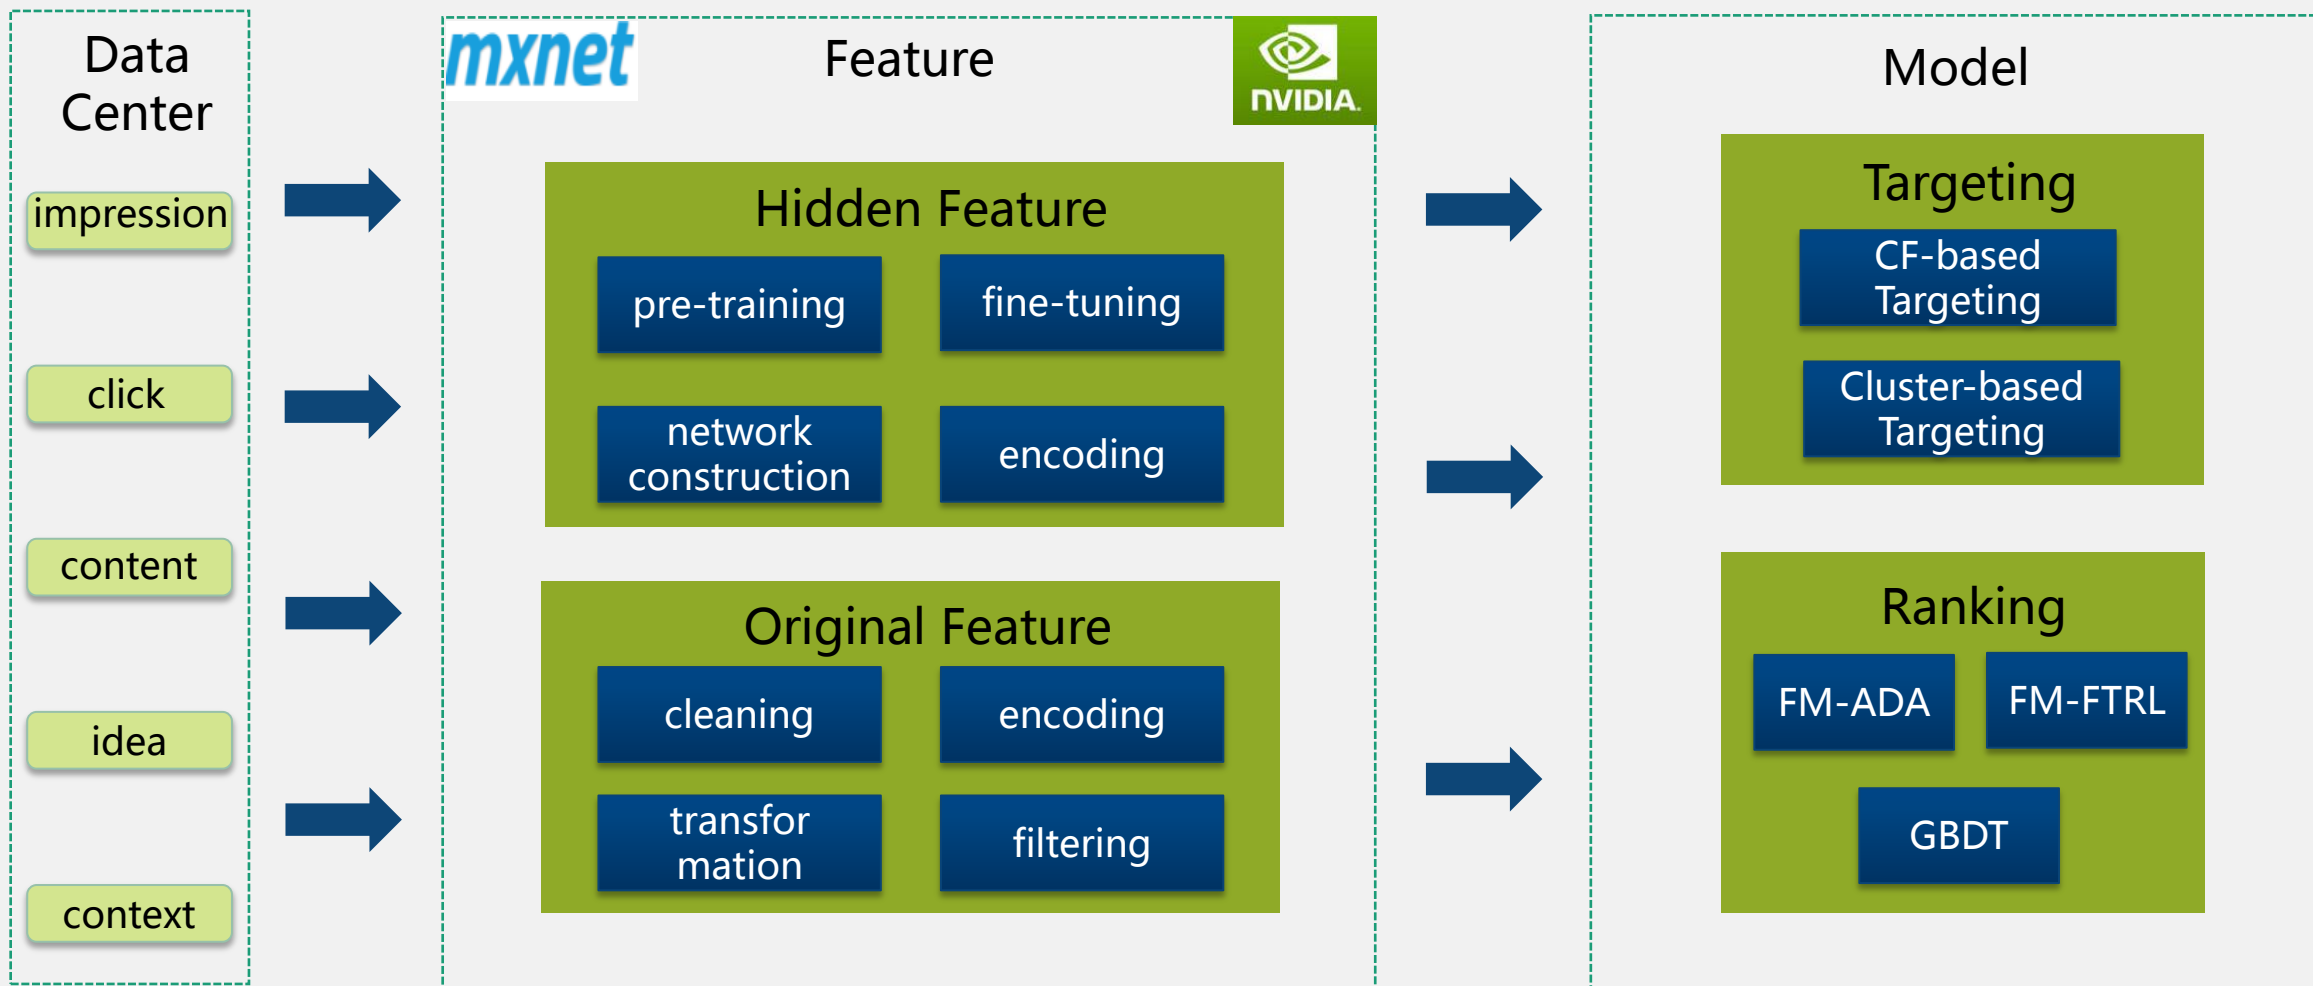 Data
Center
impression
click
content
idea
context
mxnet
Feature
NVIDIA.
Hidden Feature
pre-training
fine-tuning
network
construction
encoding
Original Feature
cleaning
encoding
transfor
mation
filtering
Model
Targeting
CF-based
Targeting
Cluster-based
Targeting
Ranking
FM-ADA
FM-FTRL
GBDT